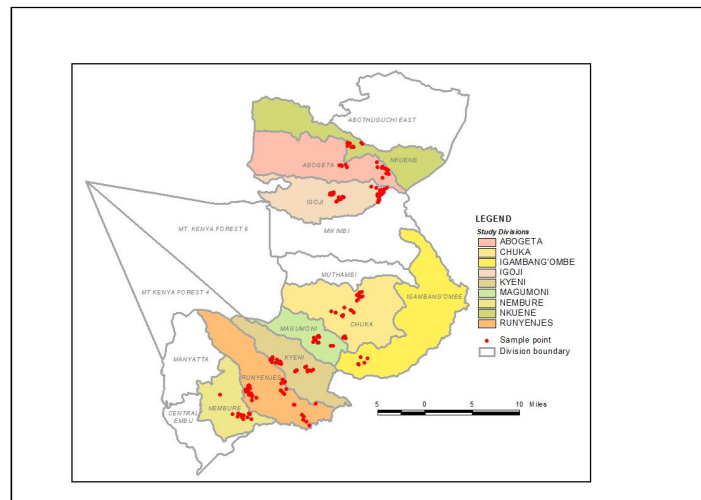 ABOTHUGUCHI EAST
NKUENE
ABOGETA
IGOJI
MT. KENYA FOREST 6
MWIMBI
LEGEND
Study Divisions
ABOGETA
CHUKA
IGAMBANG'OMBE
IGOJI
KYENI
MAGUMONI
NEMBURE
NKUENE
RUNYENJES
Sample point
Division boundary
MUTHAMBI
MT KENYA FOREST 4
IGAMBANG'OMBE
MAGUMONI
CHUKA
MANYATTA
KYENI
RUNYENJES
CENTRAL
EMBU
NEMBURE
5 0 5 10 Miles